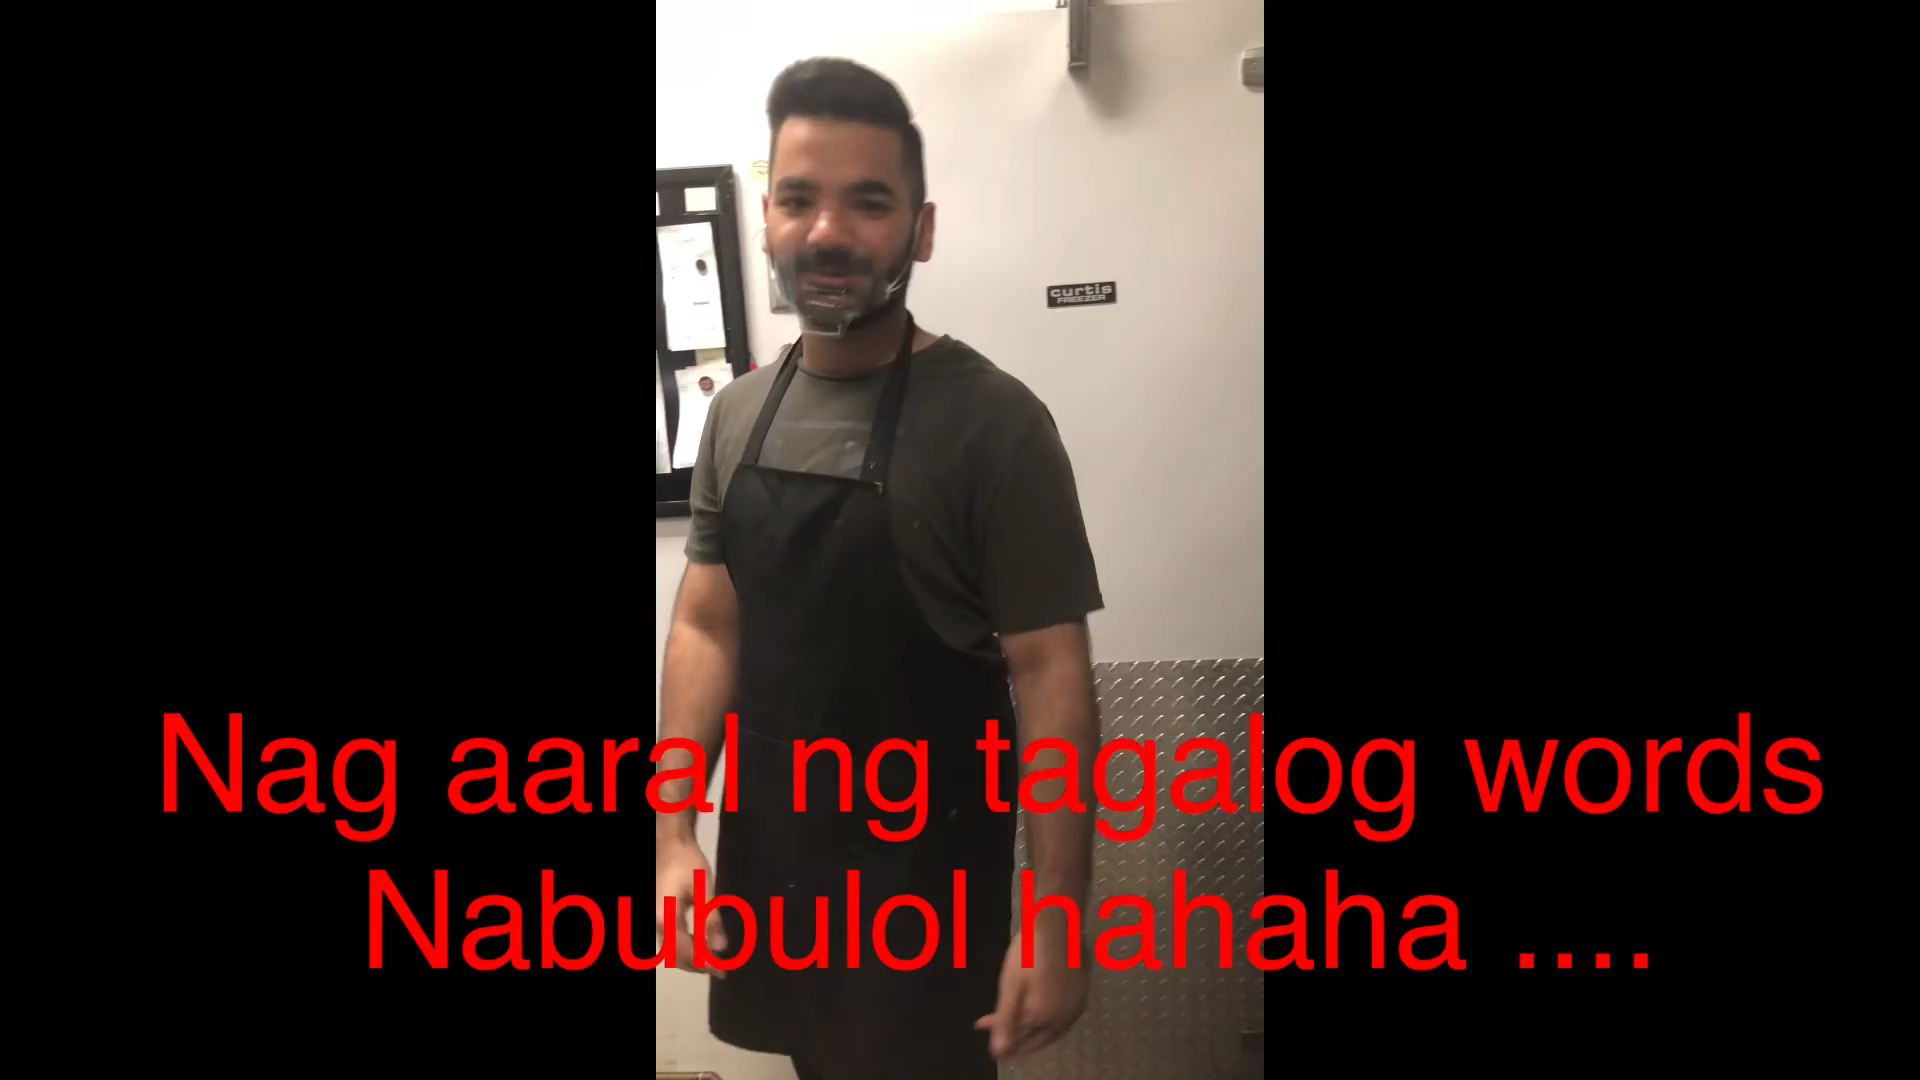 curtis
FREEZER
Nag aaral ng tagalog words
Nabubulol hahaha ....